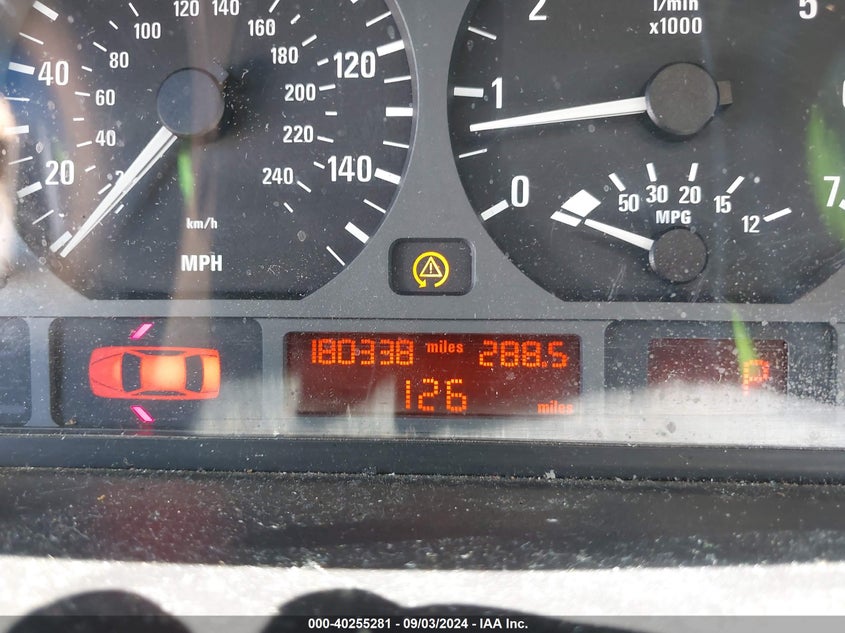 120 140
100 160
80 180
40 60 200 120
40 220
20 240 140
km/h
MPH
2 1/min 5
x1000
1
0 7
50 30 20 15
MPG 12
180338 miles 288.5
126 miles
P
000-40255281 - 09/03/2024 - IAA Inc.